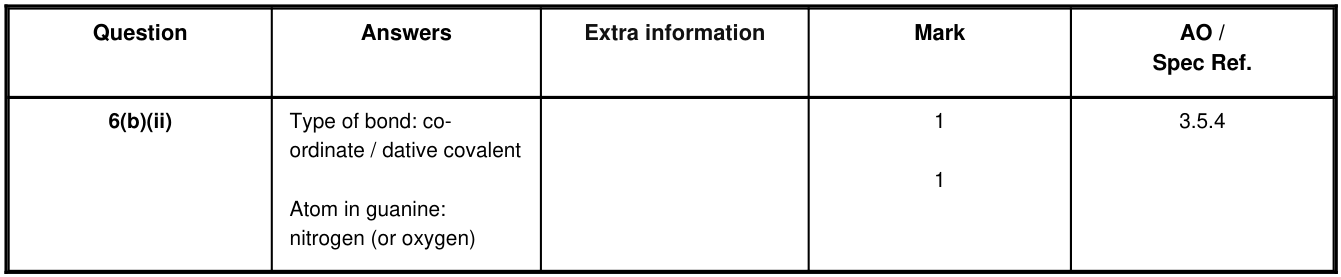 Question Answers Extra information Mark AO /
Spec Ref.
6(b)(ii) Type of bond: co- 1 3.5.4
ordinate / dative covalent
1
Atom in guanine:
nitrogen (or oxygen)